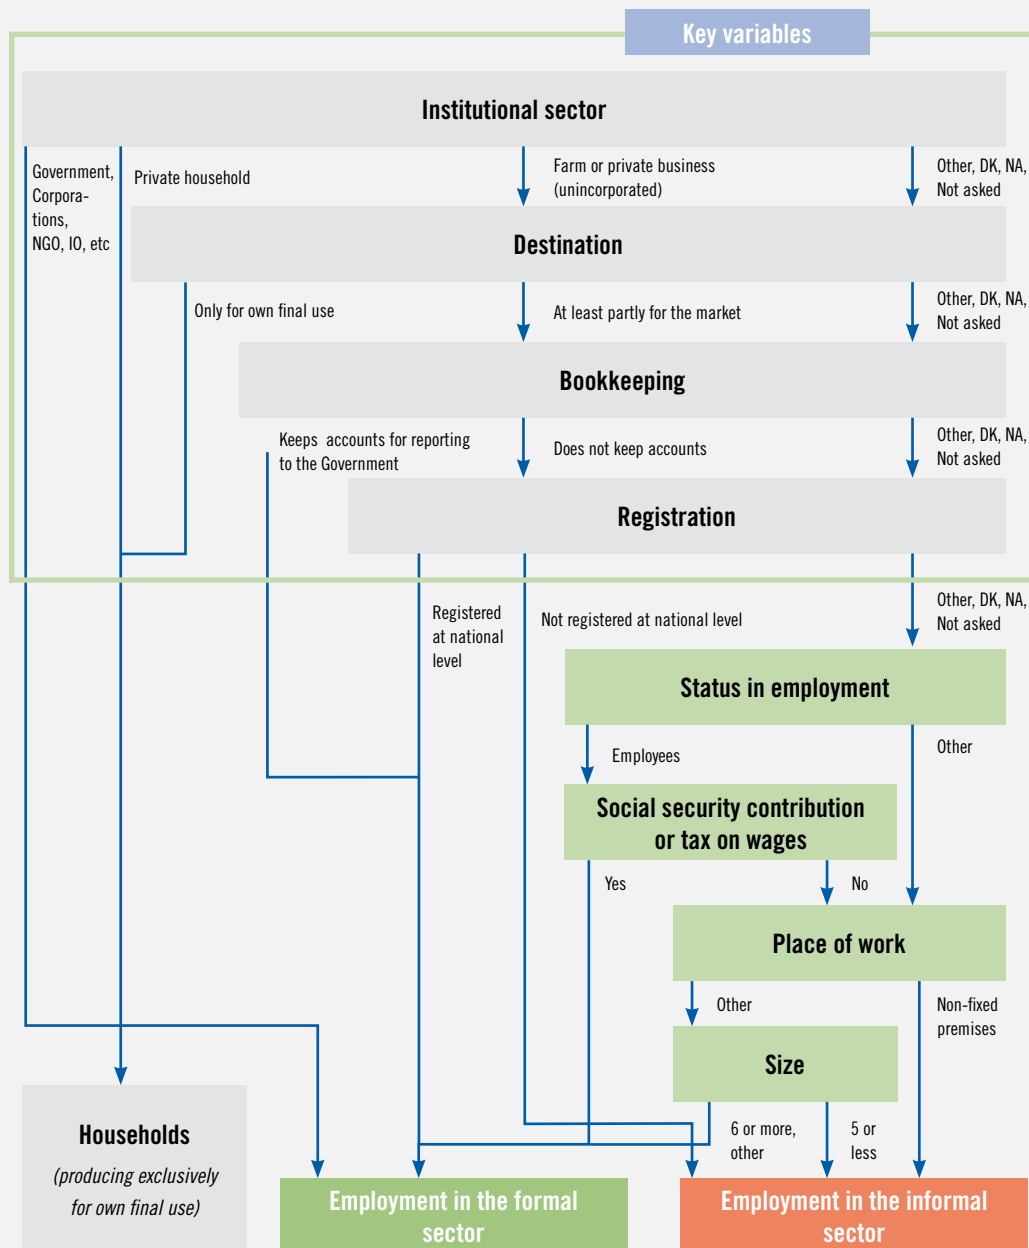 Key variables
Institutional sector
Government,
Corpora-
tions,
NGO, IO, etc
Private household
Farm or private business
(unincorporated)
Other, DK, NA,
Not asked
Destination
Only for own final use
At least partly for the market
Other, DK, NA,
Not asked
Bookkeeping
Keeps accounts for reporting
to the Government
Does not keep accounts
Other, DK, NA,
Not asked
Registration
Registered
at national
level
Not registered at national level
Other, DK, NA,
Not asked
Status in employment
Employees
Other
Social security contribution
or tax on wages
Yes
No
Place of work
Other
Non-fixed
premises
Size
6 or more,
other
5 or
less
Households
(producing exclusively
for own final use)
Employment in the formal
sector
Employment in the informal
sector